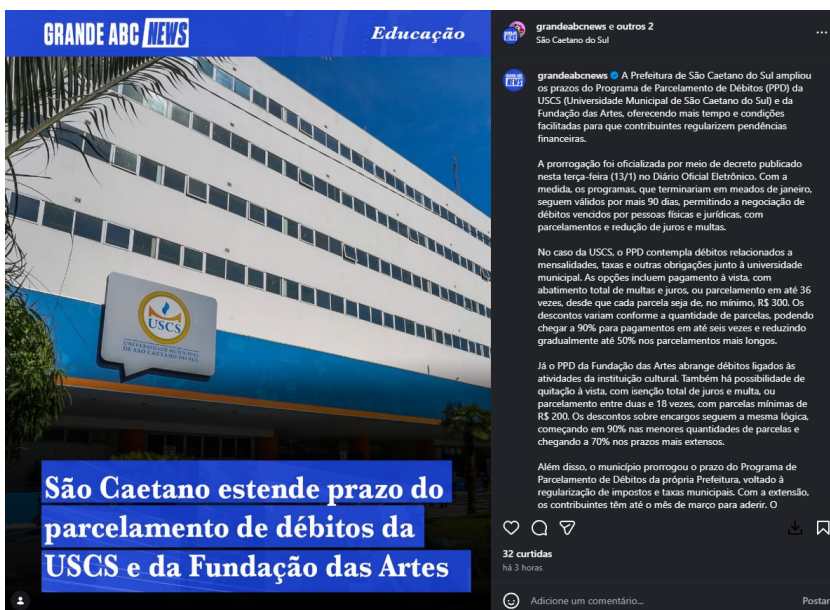 GRANDE ABC NEWS
Educação
USCS
UNIVERSIDADE MUNICIPAL
DE SÃO CAETANO DO SUL
São Caetano estende prazo do
parcelamento de débitos da
USCS e da Fundação das Artes
grandeabcnews e outros 2
São Caetano do Sul
grandeabcnews A Prefeitura de São Caetano do Sul ampliou
os prazos do Programa de Parcelamento de Débitos (PPD) da
USCS (Universidade Municipal de São Caetano do Sul) e da
Fundação das Artes, oferecendo mais tempo e condições
facilitadas para que contribuintes regularizem pendências
financeiras.
A prorrogação foi oficializada por meio de decreto publicado
nesta terça-feira (13/1) no Diário Oficial Eletrônico. Com a
medida, os programas, que terminariam em meados de janeiro,
seguem válidos por mais 90 dias, permitindo a negociação de
débitos vencidos por pessoas físicas e jurídicas, com
parcelamentos e redução de juros e multas.
No caso da USCS, o PPD contempla débitos relacionados a
mensalidades, taxas e outras obrigações junto à universidade
municipal. As opções incluem pagamento à vista, com
abatimento total de multas e juros, ou parcelamento em até 36
vezes, desde que cada parcela seja de, no mínimo, R$ 300. Os
descontos variam conforme a quantidade de parcelas, podendo
chegar a 90% para pagamentos em até seis vezes e reduzindo
gradualmente até 50% nos parcelamentos mais longos.
Já o PPD da Fundação das Artes abrange débitos ligados às
atividades da instituição cultural. Também há possibilidade de
quitação à vista, com isenção total de juros e multa, ou
parcelamento entre duas e 18 vezes, com parcelas mínimas de
R$ 200. Os descontos sobre encargos seguem a mesma lógica,
começando em 90% nas menores quantidades de parcelas e
chegando a 70% nos prazos mais extensos.
Além disso, o município prorrogou o prazo do Programa de
Parcelamento de Débitos da própria Prefeitura, voltado à
regularização de impostos e taxas municipais. Com a extensão,
os contribuintes têm até o mês de março para aderir. O
32 curtidas
há 3 horas
Adicione um comentário...
Postar